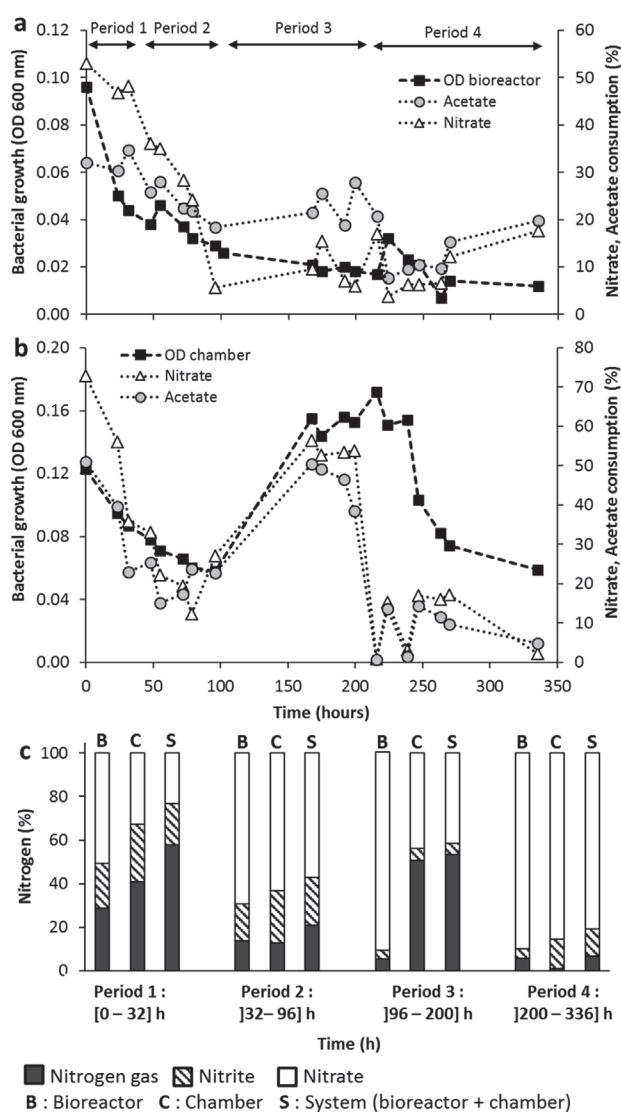 a
Period 1
Period 2
Period 3
Period 4
Bacterial growth (OD 600 nm)
0.12
0.10
0.08
0.06
0.04
0.02
0.00
OD bioreactor
Acetate
Nitrate
60
50
40
30
20
10
0
Nitrate, Acetate consumption (%)
b
Bacterial growth (OD 600 nm)
0.20
0.16
0.12
0.08
0.04
0.00
OD chamber
Nitrate
Acetate
80
70
60
50
40
30
20
10
0
Nitrate, Acetate consumption (%)
0 50 100 150 200 250 300 350
Time (hours)
c
B C S B C S B C S B C S
Nitrogen (%)
100
80
60
40
20
0
Period 1 : Period 2 : Period 3 : Period 4 :
[0 – 32] h ]32– 96] h ]96 – 200] h ]200 - 336] h
Time (h)
Nitrogen gas Nitrite Nitrate
B : Bioreactor C : Chamber S : System (bioreactor + chamber)